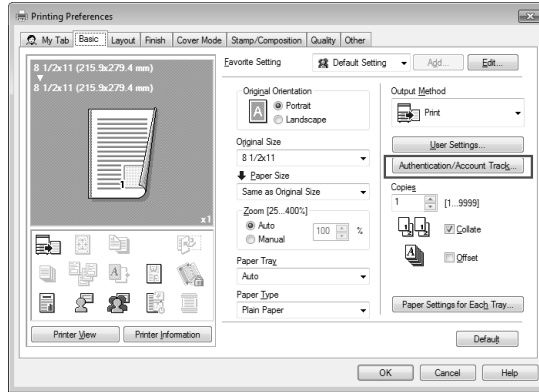 Printing Preferences
My Tab Basic Layout Finish Cover Mode Stamp/Composition Quality Other
8 1/2x11 (215.9x279.4 mm)
8 1/2x11 (215.9x279.4 mm)
1
x1
Printer View Printer Information
Favorite Setting Default Setting Add... Edit...
Original Orientation
A Portrait
Landscape
Original Size
8 1/2x11
Paper Size
Same as Original Size
Zoom [25...400%]
Auto
Manual
100 %
Paper Tray
Auto
Paper Type
Plain Paper
Output Method
Print
User Settings...
Authentication/Account Track...
Copies
1 [1...9999]
Collate
Offset
Paper Settings for Each Tray...
Default
OK Cancel Help